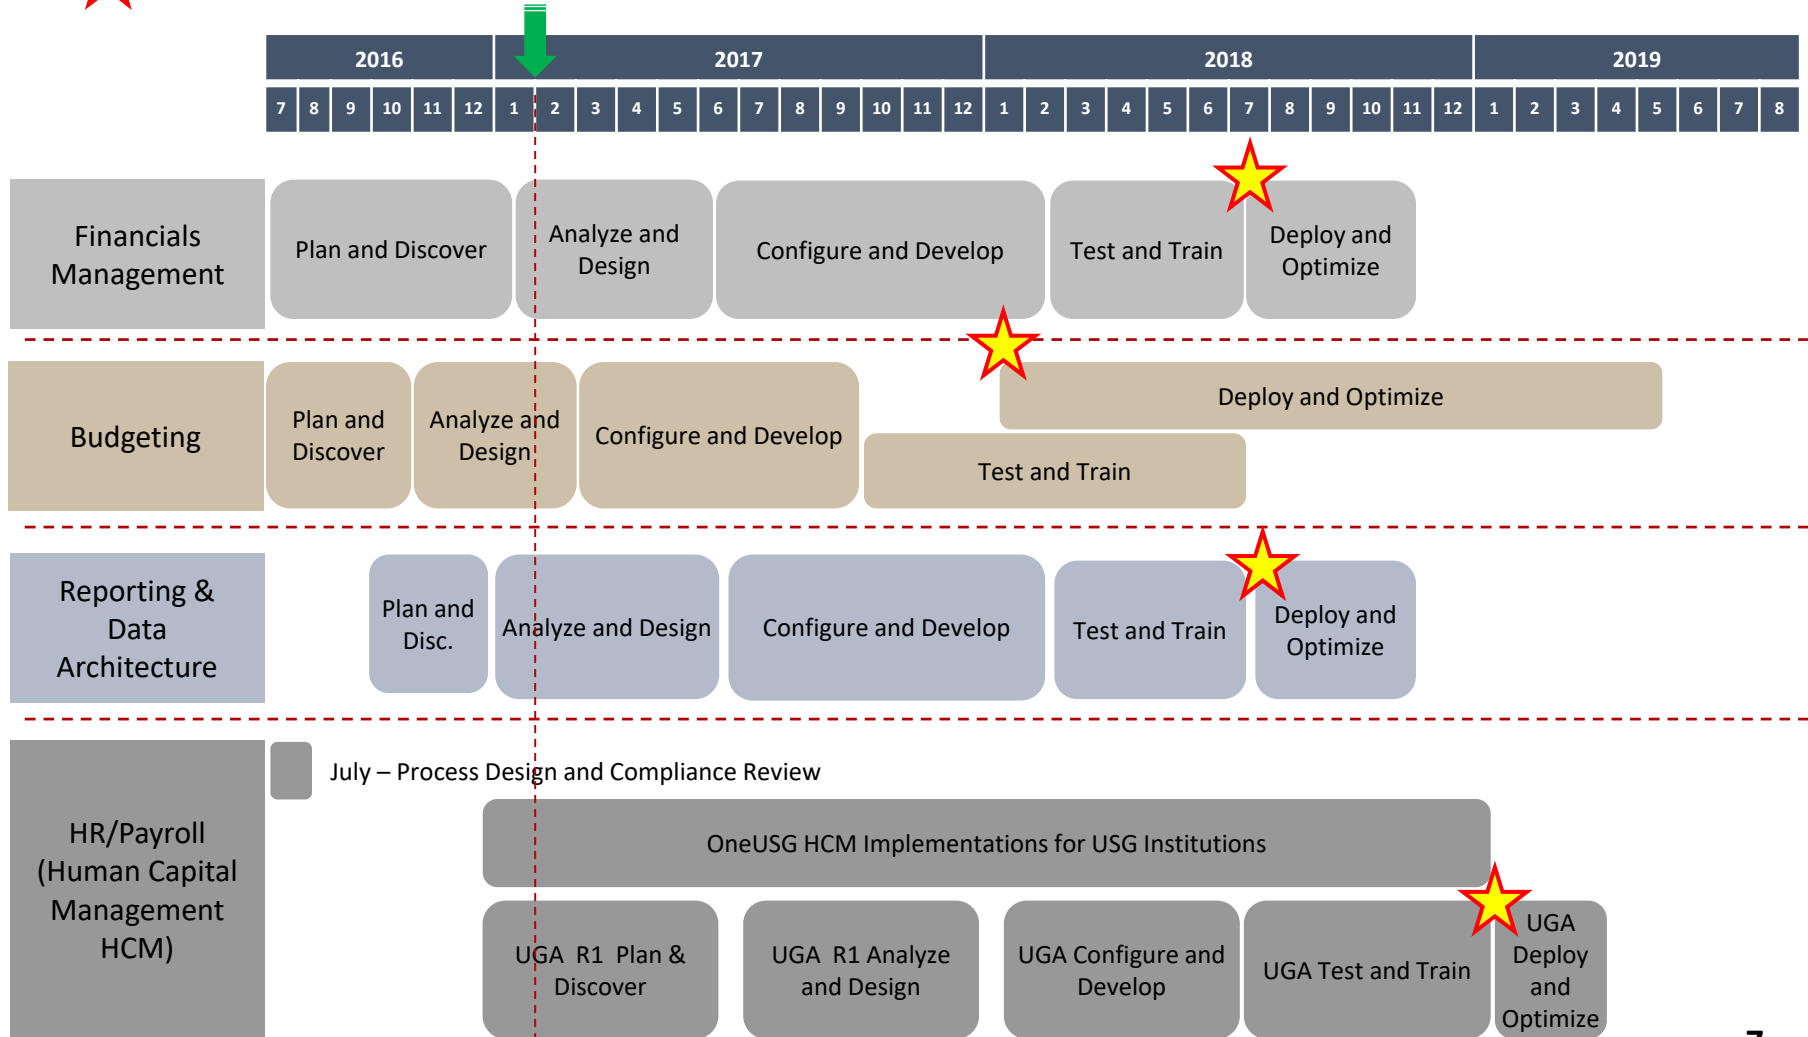 2016 2017 2018 2019
7 8 9 10 11 12 1 2 3 4 5 6 7 8 9 10 11 12 1 2 3 4 5 6 7 8 9 10 11 12 1 2 3 4 5 6 7 8
Financials
Management
Plan and Discover
Analyze and
Design
Configure and Develop
Test and Train
Deploy and
Optimize
Budgeting
Plan and
Discover
Analyze and
Design
Configure and Develop
Deploy and Optimize
Test and Train
Reporting &
Data
Architecture
Plan and
Disc.
Analyze and Design
Configure and Develop
Test and Train
Deploy and
Optimize
HR/Payroll
(Human Capital
Management
HCM)
July – Process Design and Compliance Review
OneUSG HCM Implementations for USG Institutions
UGA R1 Plan &
Discover
UGA R1 Analyze
and Design
UGA Configure and
Develop
UGA Test and Train
UGA
Deploy
and
Optimize